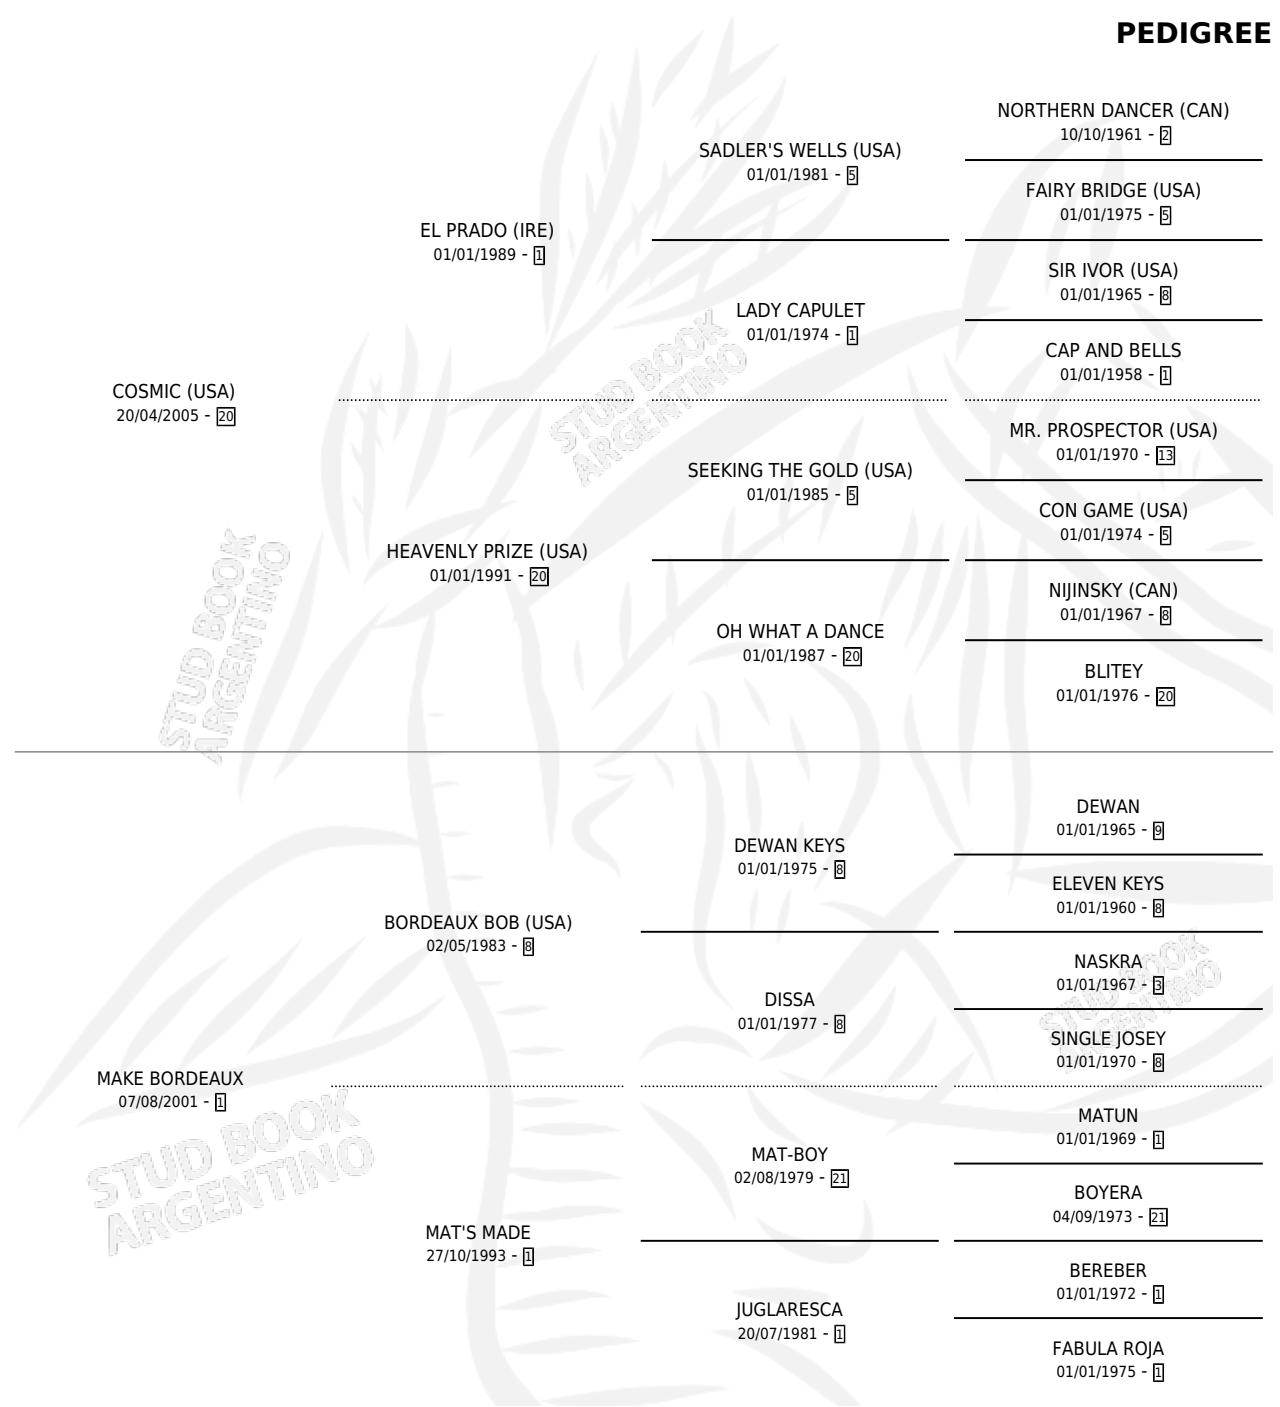 PEDIGREE
NORTHERN DANCER (CAN)
10/10/1961 - 2
SADLER'S WELLS (USA)
01/01/1981 - 5
FAIRY BRIDGE (USA)
01/01/1975 - 5
EL PRADO (IRE)
01/01/1989 - 1
SIR IVOR (USA)
01/01/1965 - 8
LADY CAPULET
01/01/1974 - 1
CAP AND BELLS
01/01/1958 - 1
COSMIC (USA)
20/04/2005 - 20
STUD BOOK
ARGENTINO
MR. PROSPECTOR (USA)
01/01/1970 - 13
SEEKING THE GOLD (USA)
01/01/1985 - 5
CON GAME (USA)
01/01/1974 - 5
HEAVENLY PRIZE (USA)
01/01/1991 - 20
NIJINSKY (CAN)
01/01/1967 - 8
OH WHAT A DANCE
01/01/1987 - 20
BLITEY
01/01/1976 - 20
STUD BOOK
ARGENTINO
DEWAN
01/01/1965 - 9
DEWAN KEYS
01/01/1975 - 8
ELEVEN KEYS
01/01/1960 - 8
BORDEAUX BOB (USA)
02/05/1983 - 8
NASKRA
01/01/1967 - 3
DISSA
01/01/1977 - 8
STUD BOOK
ARGENTINO
SINGLE JOSEY
01/01/1970 - 8
MAKE BORDEAUX
07/08/2001 - 1
MATUN
01/01/1969 - 1
MAT-BOY
02/08/1979 - 21
STUD BOOK
ARGENTINO
BOYERA
04/09/1973 - 21
MAT'S MADE
27/10/1993 - 1
BEREBER
01/01/1972 - 1
JUGLARESCA
20/07/1981 - 1
FABULA ROJA
01/01/1975 - 1